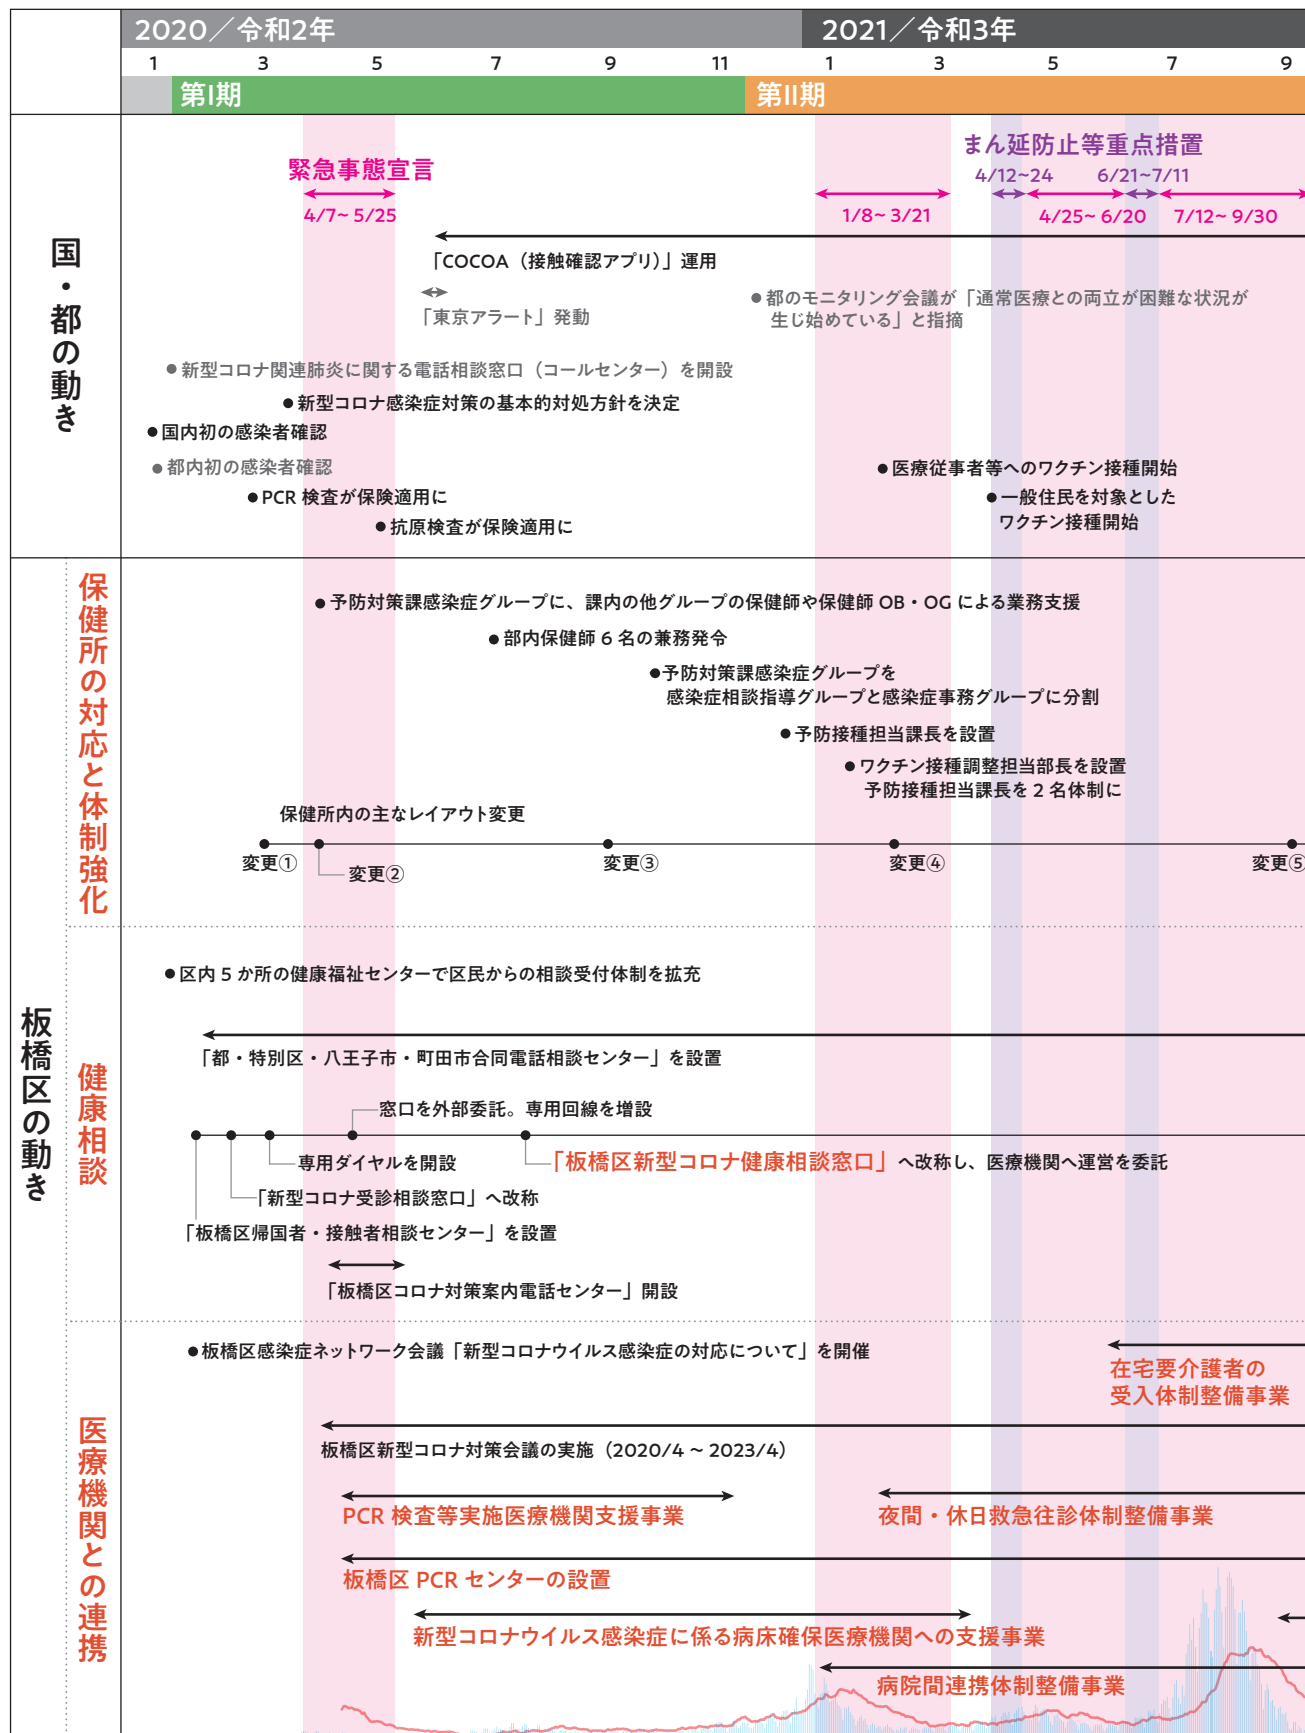 2020／令和2年
2021／令和3年
1 3 5 7 9 11 1 3 5 7 9
第Ⅰ期
第Ⅱ期
国・都の動き
緊急事態宣言
4/7~ 5/25
1/8~ 3/21
まん延防止等重点措置
4/12~24
6/21~7/11
4/25~ 6/20
7/12~ 9/30
「COCOA（接触確認アプリ）」運用
「東京アラート」発動
都のモニタリング会議が「通常医療との両立が困難な状況が
生じ始めている」と指摘
新型コロナ関連肺炎に関する電話相談窓口（コールセンター）を開設
新型コロナ感染症対策の基本的対処方針を決定
国内初の感染者確認
都内初の感染者確認
医療従事者等へのワクチン接種開始
PCR 検査が保険適用に
一般住民を対象とした
ワクチン接種開始
抗原検査が保険適用に
板橋区の動き
保健所の対応と体制強化
予防対策課感染症グループに、課内の他グループの保健師や保健師 OB・OG による業務支援
部内保健師 6 名の兼務発令
予防対策課感染症グループを
感染症相談指導グループと感染症事務グループに分割
予防接種担当課長を設置
ワクチン接種調整担当部長を設置
予防接種担当課長を 2 名体制に
保健所内の主なレイアウト変更
変更①
変更②
変更③
変更④
変更⑤
健康相談
区内 5 か所の健康福祉センターで区民からの相談受付体制を拡充
「都・特別区・八王子市・町田市合同電話相談センター」を設置
窓口を外部委託。専用回線を増設
専用ダイヤルを開設
「板橋区新型コロナ健康相談窓口」へ改称し、医療機関へ運営を委託
「新型コロナ受診相談窓口」へ改称
「板橋区帰国者・接触者相談センター」を設置
「板橋区コロナ対策案内電話センター」開設
医療機関との連携
板橋区感染症ネットワーク会議「新型コロナウイルス感染症の対応について」を開催
在宅要介護者の
受入体制整備事業
板橋区新型コロナ対策会議の実施（2020/4 ~ 2023/4）
PCR 検査等実施医療機関支援事業
夜間・休日救急往診体制整備事業
板橋区 PCR センターの設置
新型コロナウイルス感染症に係る病床確保医療機関への支援事業
病院間連携体制整備事業